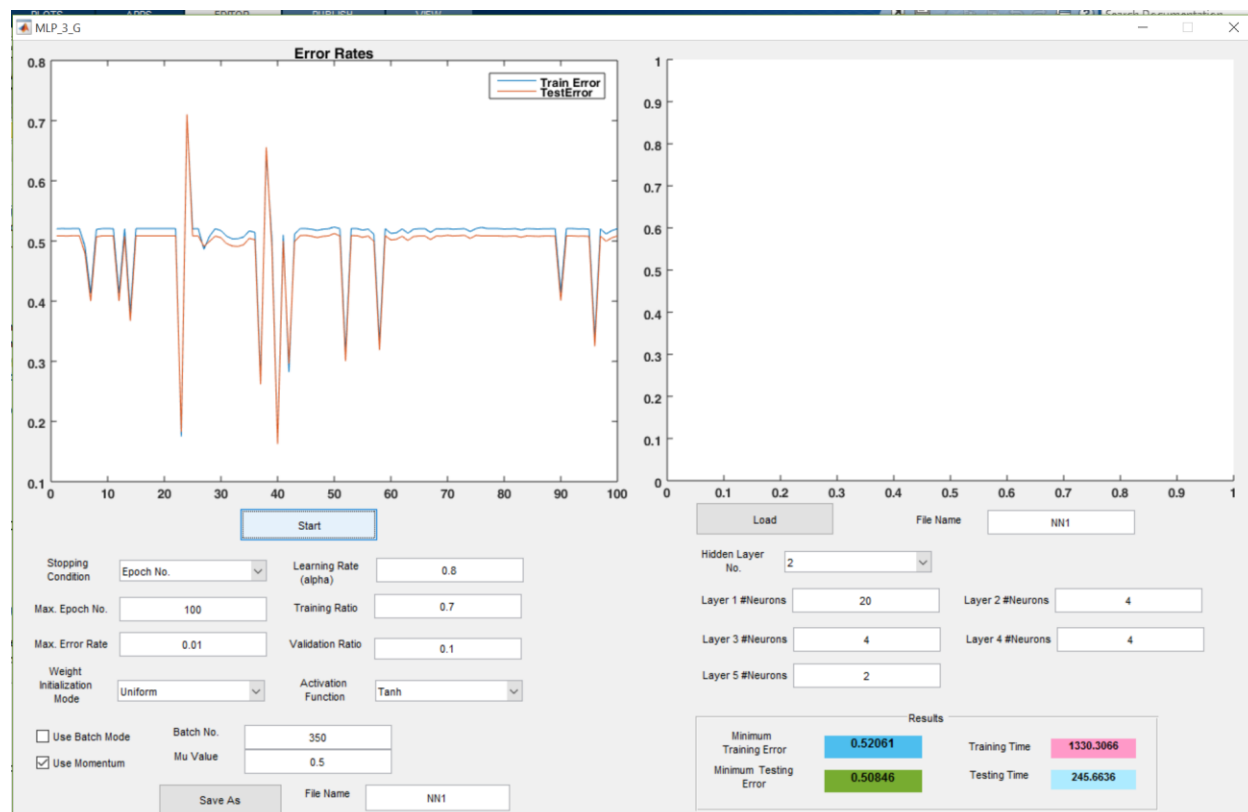 PLOTS APPS EDITOR PUBLISH VIEW Search Documentation
MLP_3_G
Error Rates
Train Error
TestError
0.8
0.7
0.6
0.5
0.4
0.3
0.2
0.1
0 10 20 30 40 50 60 70 80 90 100
1
0.9
0.8
0.7
0.6
0.5
0.4
0.3
0.2
0.1
0
0 0.1 0.2 0.3 0.4 0.5 0.6 0.7 0.8 0.9 1
Start
Stopping
Condition
Epoch No.
Learning Rate
(alpha)
0.8
Max. Epoch No. 100
Training Ratio 0.7
Max. Error Rate 0.01
Validation Ratio 0.1
Weight
Initialization
Mode
Uniform
Activation
Function
Tanh
Use Batch Mode
Batch No. 350
Use Momentum
Mu Value 0.5
Save As
File Name NN1
Load
File Name NN1
Hidden Layer
No.
2
Layer 1 #Neurons 20
Layer 2 #Neurons 4
Layer 3 #Neurons 4
Layer 4 #Neurons 4
Layer 5 #Neurons 2
Results
Minimum
Training Error
0.52061
Training Time 1330.3066
Minimum Testing
Error
0.50846
Testing Time 245.6636